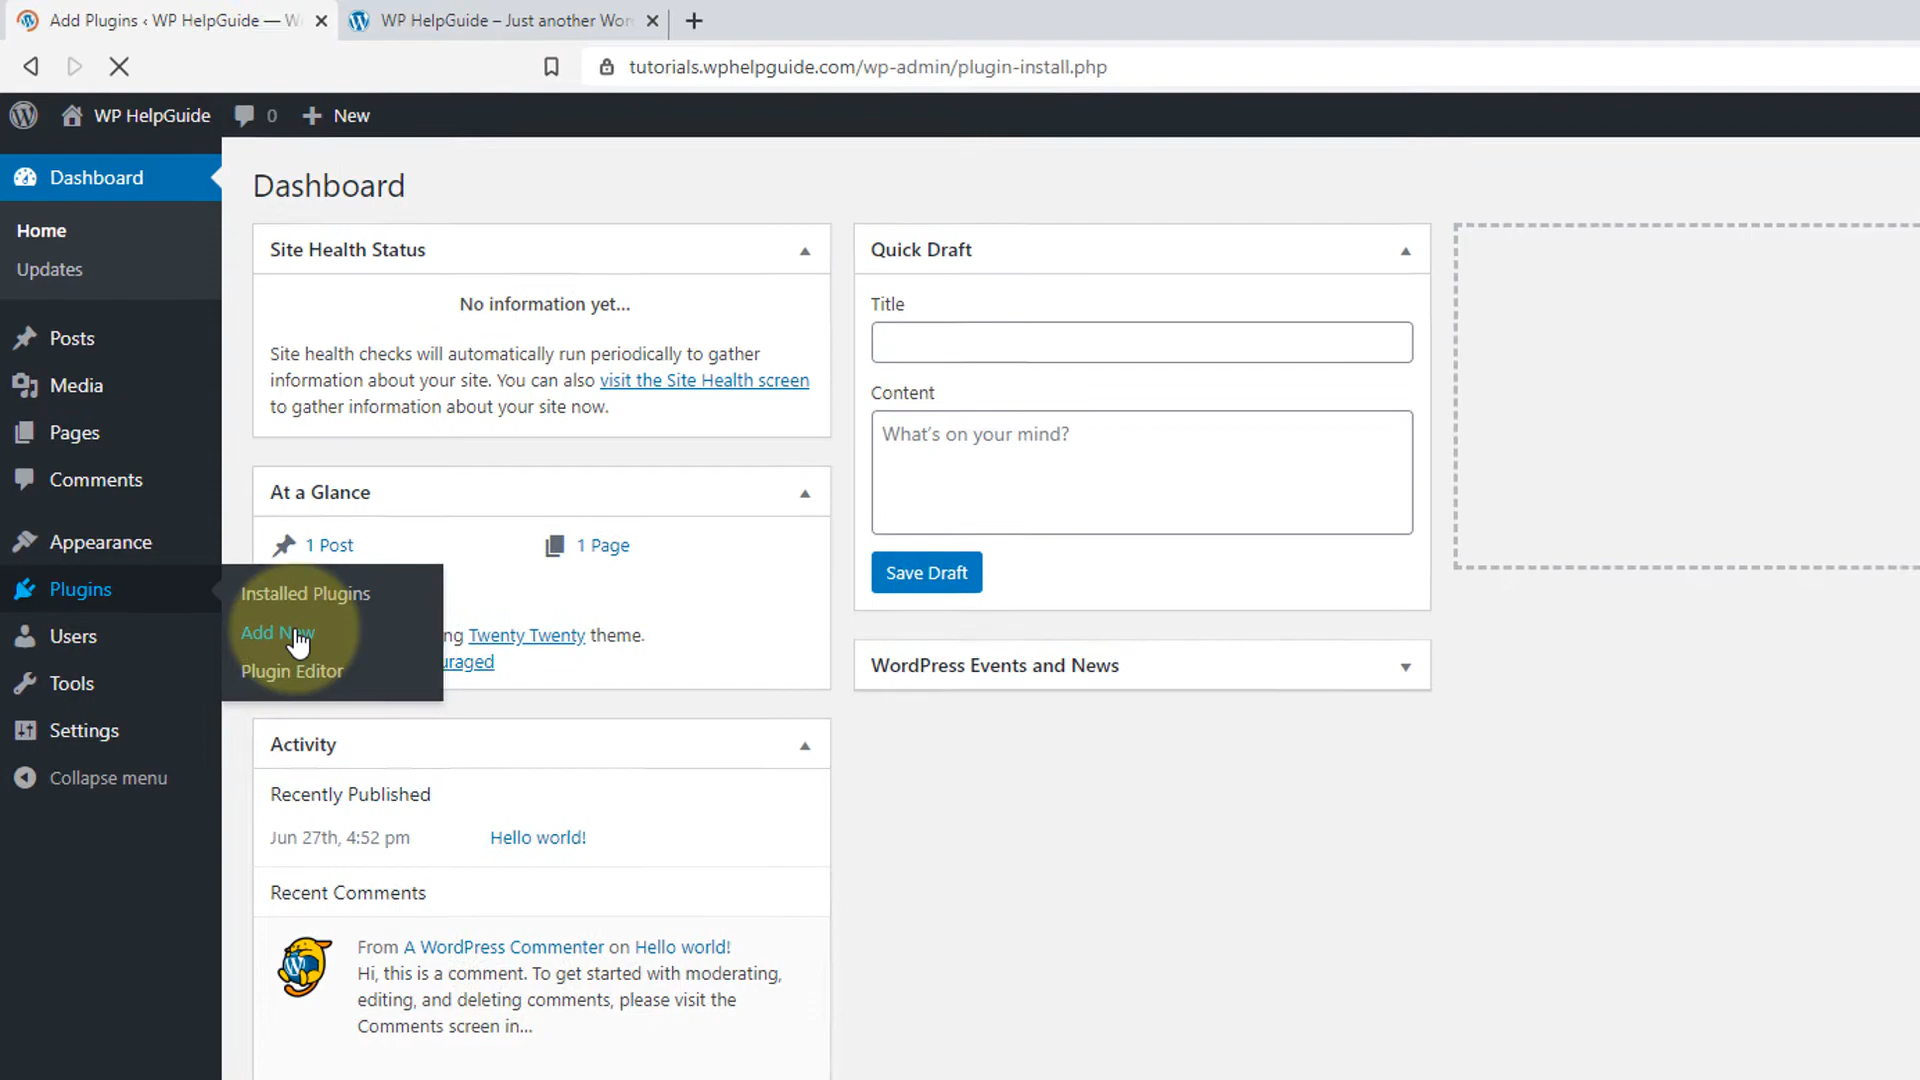 Add Plugins ‹ WP HelpGuide — W
WP HelpGuide – Just another Wor
tutorials.wphelpguide.com/wp-admin/plugin-install.php
WP HelpGuide
0
New
Dashboard
Home
Updates
Posts
Media
Pages
Comments
Appearance
Plugins
Users
Tools
Settings
Collapse menu
Installed Plugins
Add New
Plugin Editor
Dashboard
Site Health Status
No information yet...
Site health checks will automatically run periodically to gather
information about your site. You can also visit the Site Health screen
to gather information about your site now.
At a Glance
1 Post
1 Page
ng Twenty Twenty theme.
uraged
Activity
Recently Published
Jun 27th, 4:52 pm
Hello world!
Recent Comments
From A WordPress Commenter on Hello world!
Hi, this is a comment. To get started with moderating,
editing, and deleting comments, please visit the
Comments screen in...
Quick Draft
Title
Content
What's on your mind?
Save Draft
WordPress Events and News